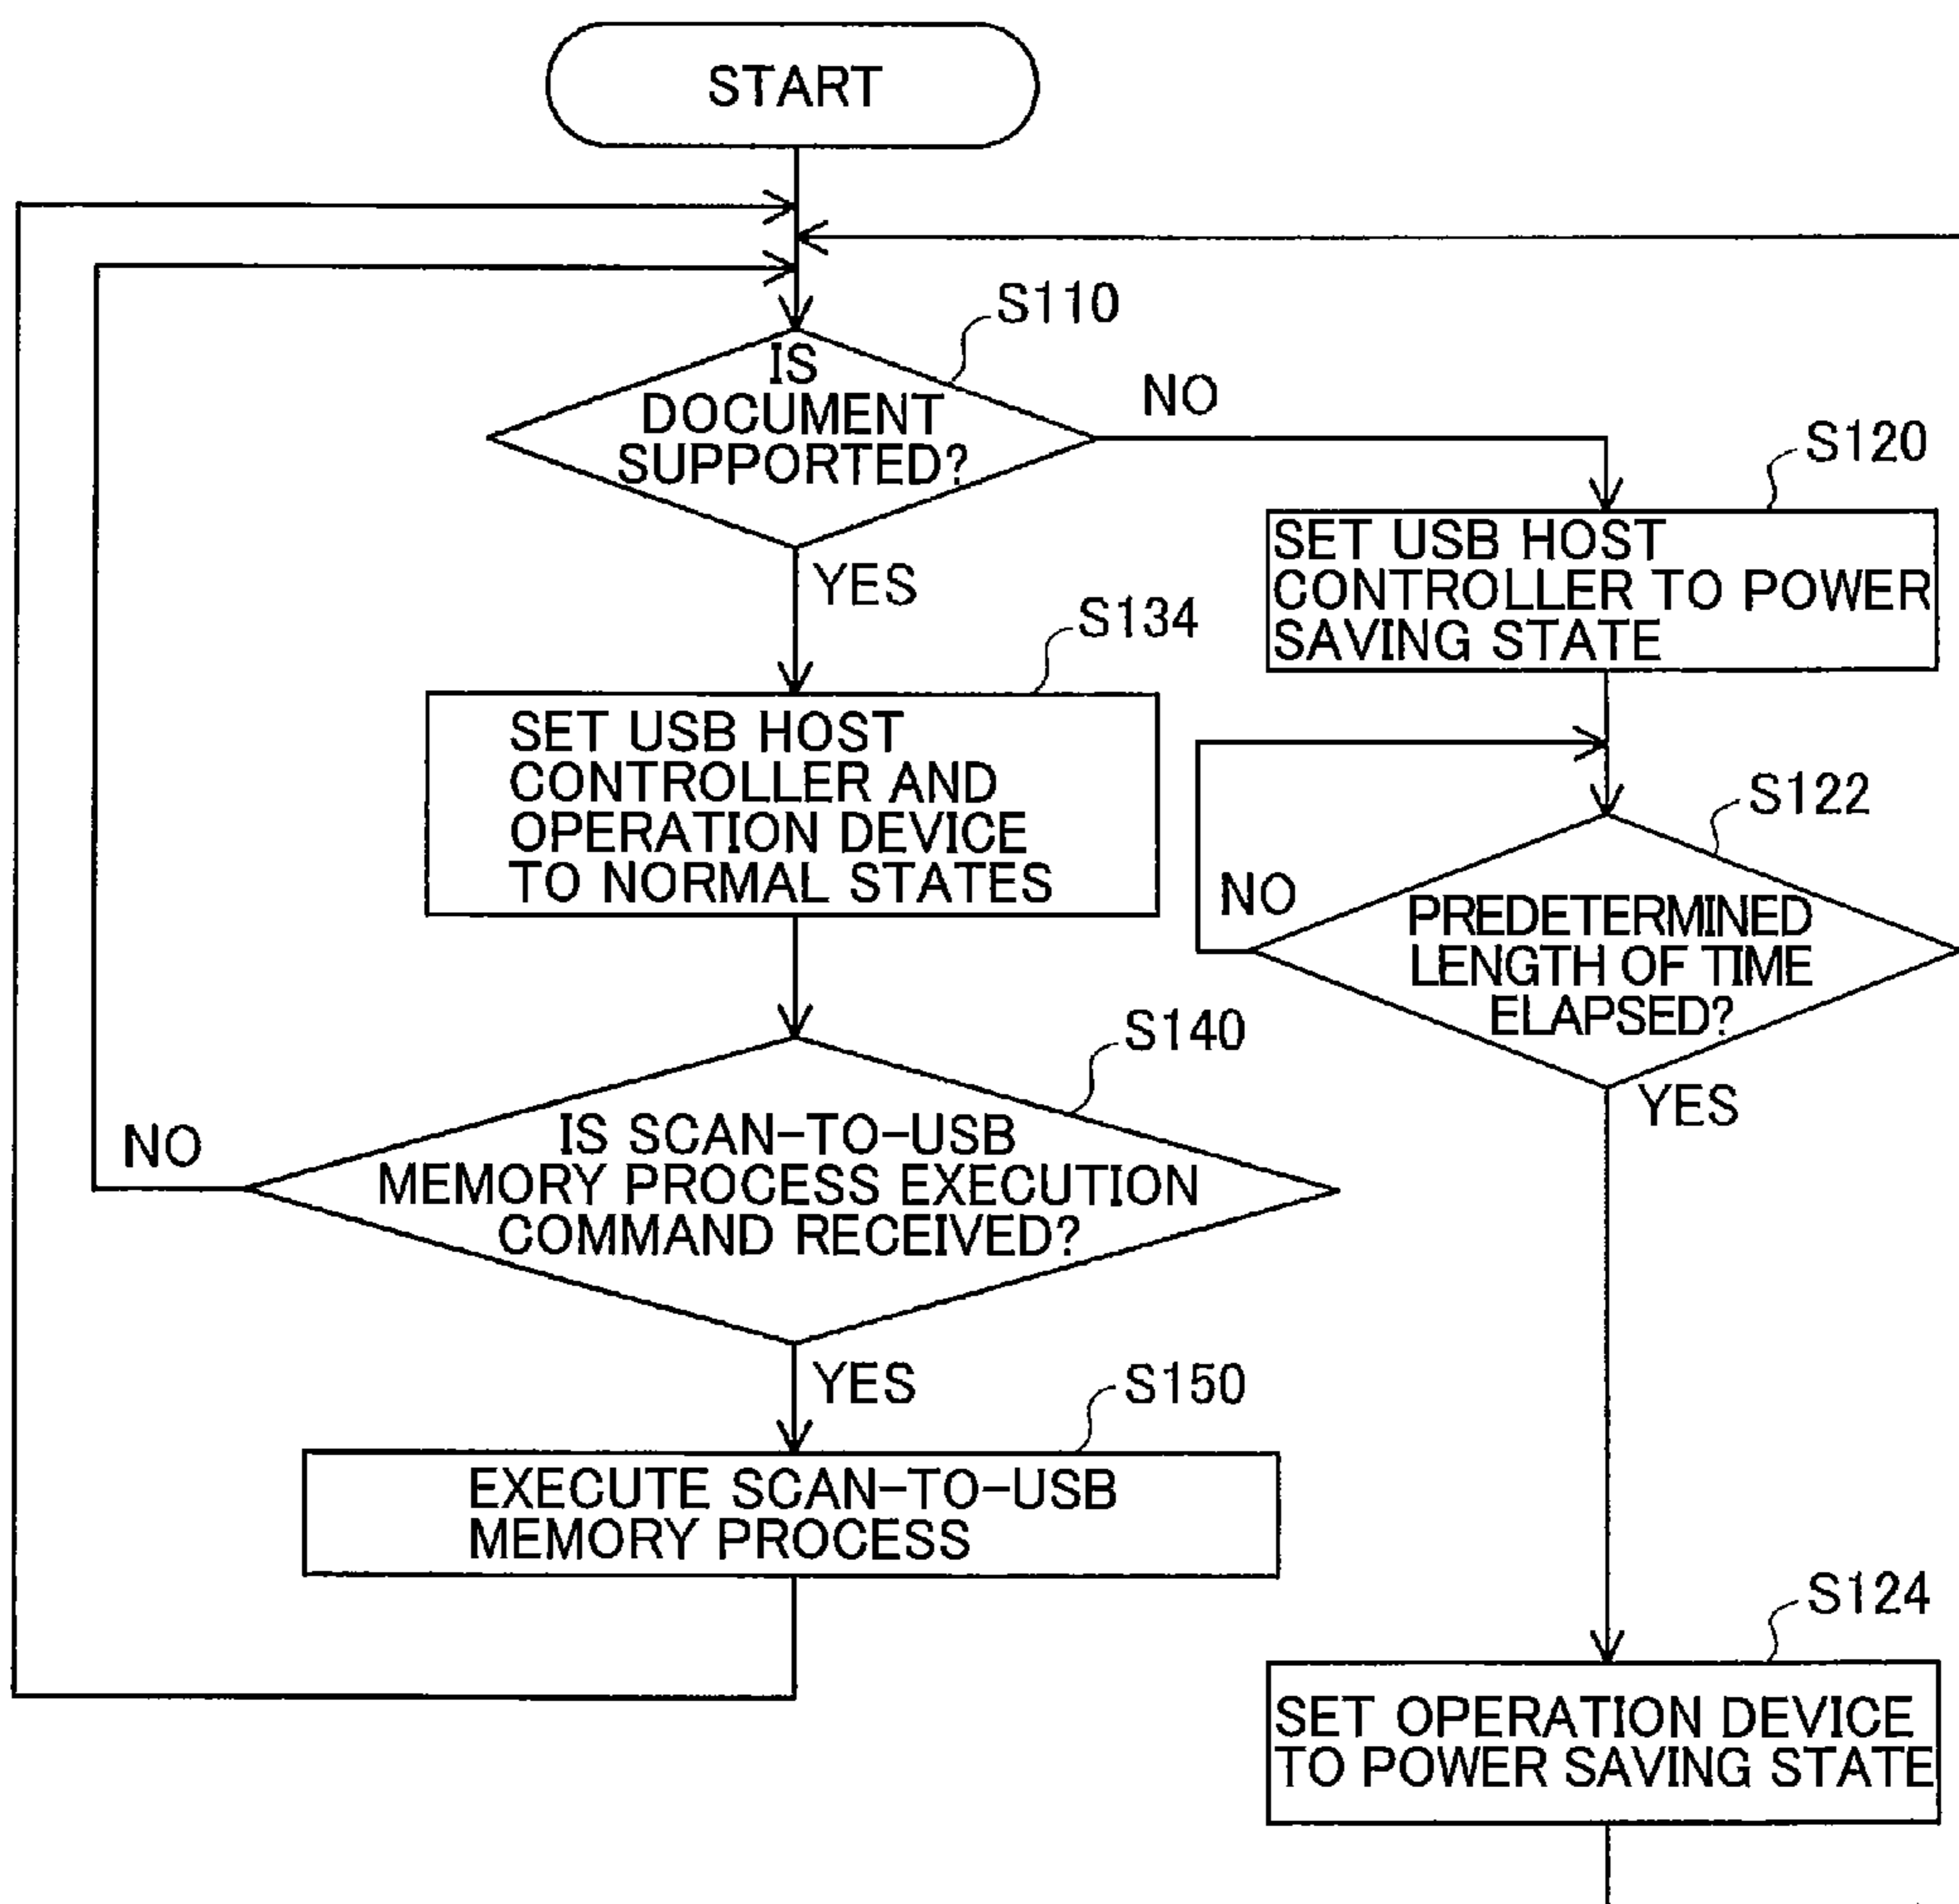 START
S110
IS
DOCUMENT
SUPPORTED?
NO
YES
S120
SET USB HOST
CONTROLLER TO POWER
SAVING STATE
S134
SET USB HOST
CONTROLLER AND
OPERATION DEVICE
TO NORMAL STATES
S122
NO
PREDETERMINED
LENGTH OF TIME
ELAPSED?
YES
S140
NO
IS SCAN-TO-USB
MEMORY PROCESS EXECUTION
COMMAND RECEIVED?
YES
S150
EXECUTE SCAN-TO-USB
MEMORY PROCESS
S124
SET OPERATION DEVICE
TO POWER SAVING STATE